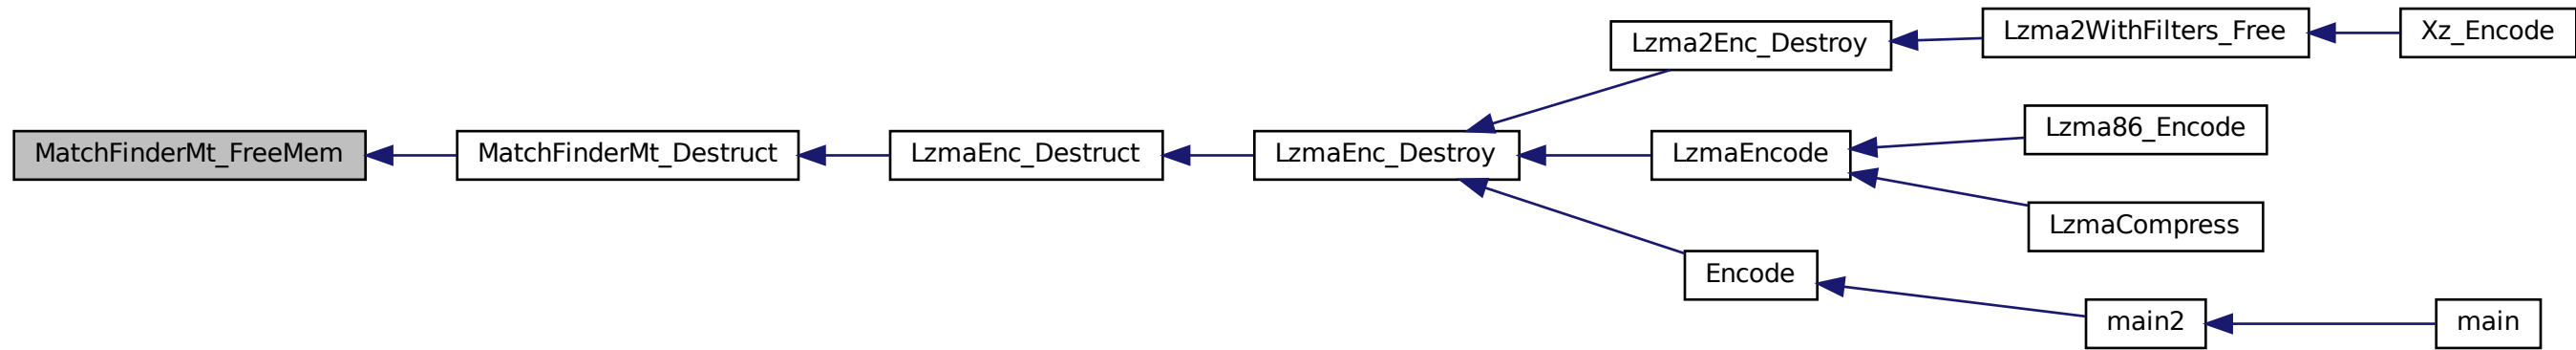 MatchFinderMt_FreeMem
MatchFinderMt_Destruct
LzmaEnc_Destruct
LzmaEnc_Destroy
Lzma2Enc_Destroy
Lzma2WithFilters_Free
Xz_Encode
LzmaEncode
Lzma86_Encode
LzmaCompress
Encode
main2
main